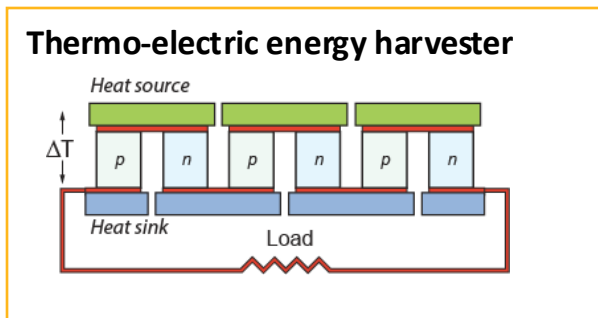 Thermo-electric energy harvester
Heat source
ΔT
p n p n p n
Heat sink
Load